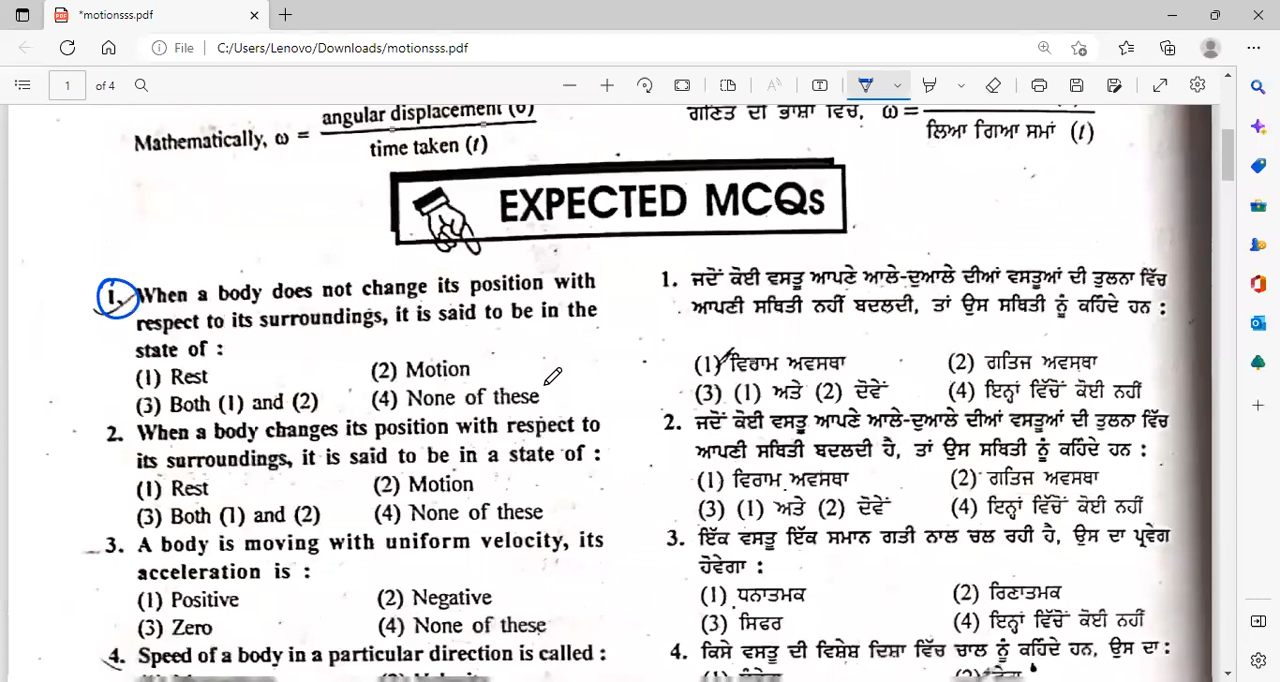 *motionsss.pdf
File C:/Users/Lenovo/Downloads/motionsss.pdf
1 of 4
angular displacement (θ)
Mathematically, ω =
time taken (t)
ਗਣਿਤ ਦੀ ਭਾਸ਼ਾ ਵਿਚ, ω =
ਲਿਆ ਗਿਆ ਸਮਾਂ (t)
EXPECTED MCQs
1. When a body does not change its position with
respect to its surroundings, it is said to be in the
state of :
(1) Rest (2) Motion
(3) Both (1) and (2) (4) None of these
2. When a body changes its position with respect to
its surroundings, it is said to be in a state of :
(1) Rest (2) Motion
(3) Both (1) and (2) (4) None of these
3. A body is moving with uniform velocity, its
acceleration is :
(1) Positive (2) Negative
(3) Zero (4) None of these
4. Speed of a body in a particular direction is called :
1. ਜਦੋਂ ਕੋਈ ਵਸਤੂ ਆਪਣੇ ਆਲੇ-ਦੁਆਲੇ ਦੀਆਂ ਵਸਤੂਆਂ ਦੀ ਤੁਲਨਾ ਵਿੱਚ
ਆਪਣੀ ਸਥਿਤੀ ਨਹੀਂ ਬਦਲਦੀ, ਤਾਂ ਉਸ ਸਥਿਤੀ ਨੂੰ ਕਹਿੰਦੇ ਹਨ :
(1) ਵਿਰਾਮ ਅਵਸਥਾ (2) ਗਤਿਜ ਅਵਸਥਾ
(3) (1) ਅਤੇ (2) ਦੋਵੇਂ (4) ਇਨ੍ਹਾਂ ਵਿੱਚੋਂ ਕੋਈ ਨਹੀਂ
2. ਜਦੋਂ ਕੋਈ ਵਸਤੂ ਆਪਣੇ ਆਲੇ-ਦੁਆਲੇ ਦੀਆਂ ਵਸਤੂਆਂ ਦੀ ਤੁਲਨਾ ਵਿੱਚ
ਆਪਣੀ ਸਥਿਤੀ ਬਦਲਦੀ ਹੈ, ਤਾਂ ਉਸ ਸਥਿਤੀ ਨੂੰ ਕਹਿੰਦੇ ਹਨ :
(1) ਵਿਰਾਮ ਅਵਸਥਾ (2) ਗਤਿਜ ਅਵਸਥਾ
(3) (1) ਅਤੇ (2) ਦੋਵੇਂ (4) ਇਨ੍ਹਾਂ ਵਿੱਚੋਂ ਕੋਈ ਨਹੀਂ
3. ਇੱਕ ਵਸਤੂ ਇੱਕ ਸਮਾਨ ਗਤੀ ਨਾਲ ਚਲ ਰਹੀ ਹੈ, ਉਸ ਦਾ ਪ੍ਰਵੇਗ
ਹੋਵੇਗਾ :
(1) ਧਨਾਤਮਕ (2) ਰਿਣਾਤਮਕ
(3) ਸਿਫਰ (4) ਇਨ੍ਹਾਂ ਵਿੱਚੋਂ ਕੋਈ ਨਹੀਂ
4. ਕਿਸੇ ਵਸਤੂ ਦੀ ਵਿਸ਼ੇਸ਼ ਦਿਸ਼ਾ ਵਿੱਚ ਚਾਲ ਨੂੰ ਕਹਿੰਦੇ ਹਨ, ਉਸ ਦਾ :